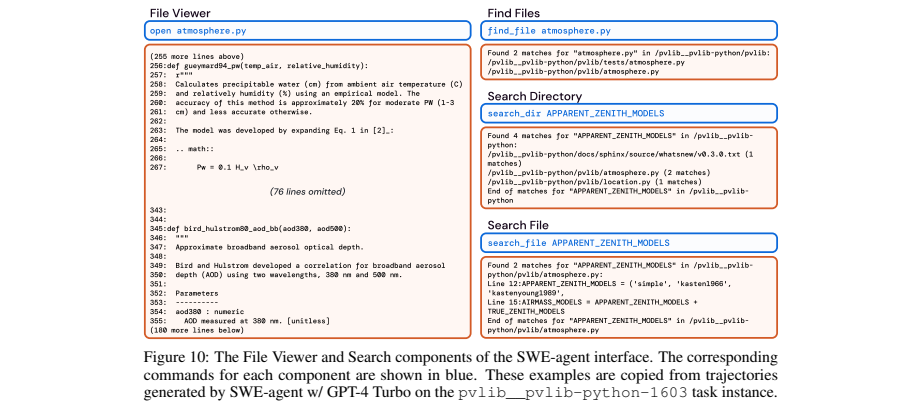 File Viewer
open atmosphere.py
(255 more lines above)
256:def gueymard94_pw(temp_air, relative_humidity):
257: r"""
258: Calculates precipitable water (cm) from ambient air temperature (C)
259: and relatively humidity (%) using an empirical model. The
260: accuracy of this method is approximately 20% for moderate PW (1-3
261: cm) and less accurate otherwise.
262:
263: The model was developed by expanding Eq. 1 in [2]_:
264:
265: .. math::
266:
267: Pw = 0.1 H_v \rho_v
(76 lines omitted)
343:
344:
345:def bird_hulstrom80_aod_bb(aod380, aod500):
346: """
347: Approximate broadband aerosol optical depth.
348:
349: Bird and Hulstrom developed a correlation for broadband aerosol
350: depth (AOD) using two wavelengths, 380 nm and 500 nm.
351:
352: Parameters
353: ----------
354: aod380 : numeric
355: AOD measured at 380 nm. [unitless]
(180 more lines below)
Find Files
find_file atmosphere.py
Found 2 matches for "atmosphere.py" in /pvlib__pvlib-python/pvlib:
/pvlib__pvlib-python/pvlib/tests/atmosphere.py
/pvlib__pvlib-python/pvlib/atmosphere.py
Search Directory
search_dir APPARENT_ZENITH_MODELS
Found 4 matches for "APPARENT_ZENITH_MODELS" in /pvlib__pvlib-
python:
/pvlib__pvlib-python/docs/sphinx/source/whatsnew/v0.3.0.txt (1
matches)
/pvlib__pvlib-python/pvlib/atmosphere.py (2 matches)
/pvlib__pvlib-python/pvlib/location.py (1 matches)
End of matches for "APPARENT_ZENITH_MODELS" in /pvlib__pvlib-
python
Search File
search_file APPARENT_ZENITH_MODELS
Found 2 matches for "APPARENT_ZENITH_MODELS" in /pvlib__pvlib-
python/pvlib/atmosphere.py:
Line 12:APPARENT_ZENITH_MODELS = ('simple', 'kasten1966',
'kastenyoung1989',
Line 15:AIRMASS_MODELS = APPARENT_ZENITH_MODELS +
TRUE_ZENITH_MODELS
End of matches for "APPARENT_ZENITH_MODELS" in /pvlib__pvlib-
python/pvlib/atmosphere.py
Figure 10: The File Viewer and Search components of the SWE-agent interface. The corresponding
commands for each component are shown in blue. These examples are copied from trajectories
generated by SWE-agent w/ GPT-4 Turbo on the pvlib__pvlib-python-1603 task instance.